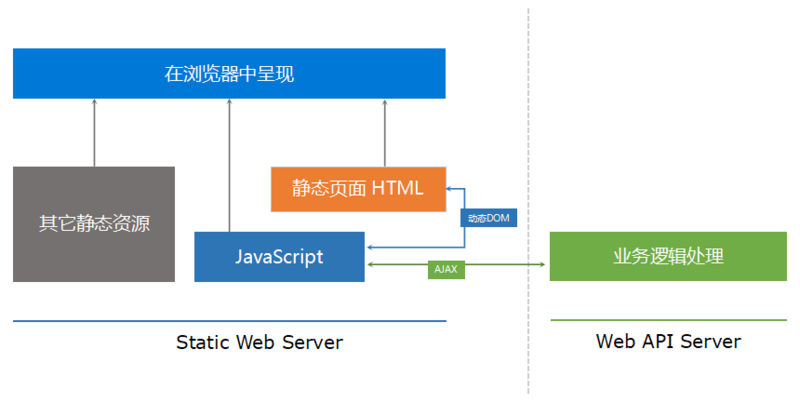 在浏览器中呈现
静态页面 HTML
其它静态资源
动态DOM
JavaScript
业务逻辑处理
AJAX
Static Web Server
Web API Server